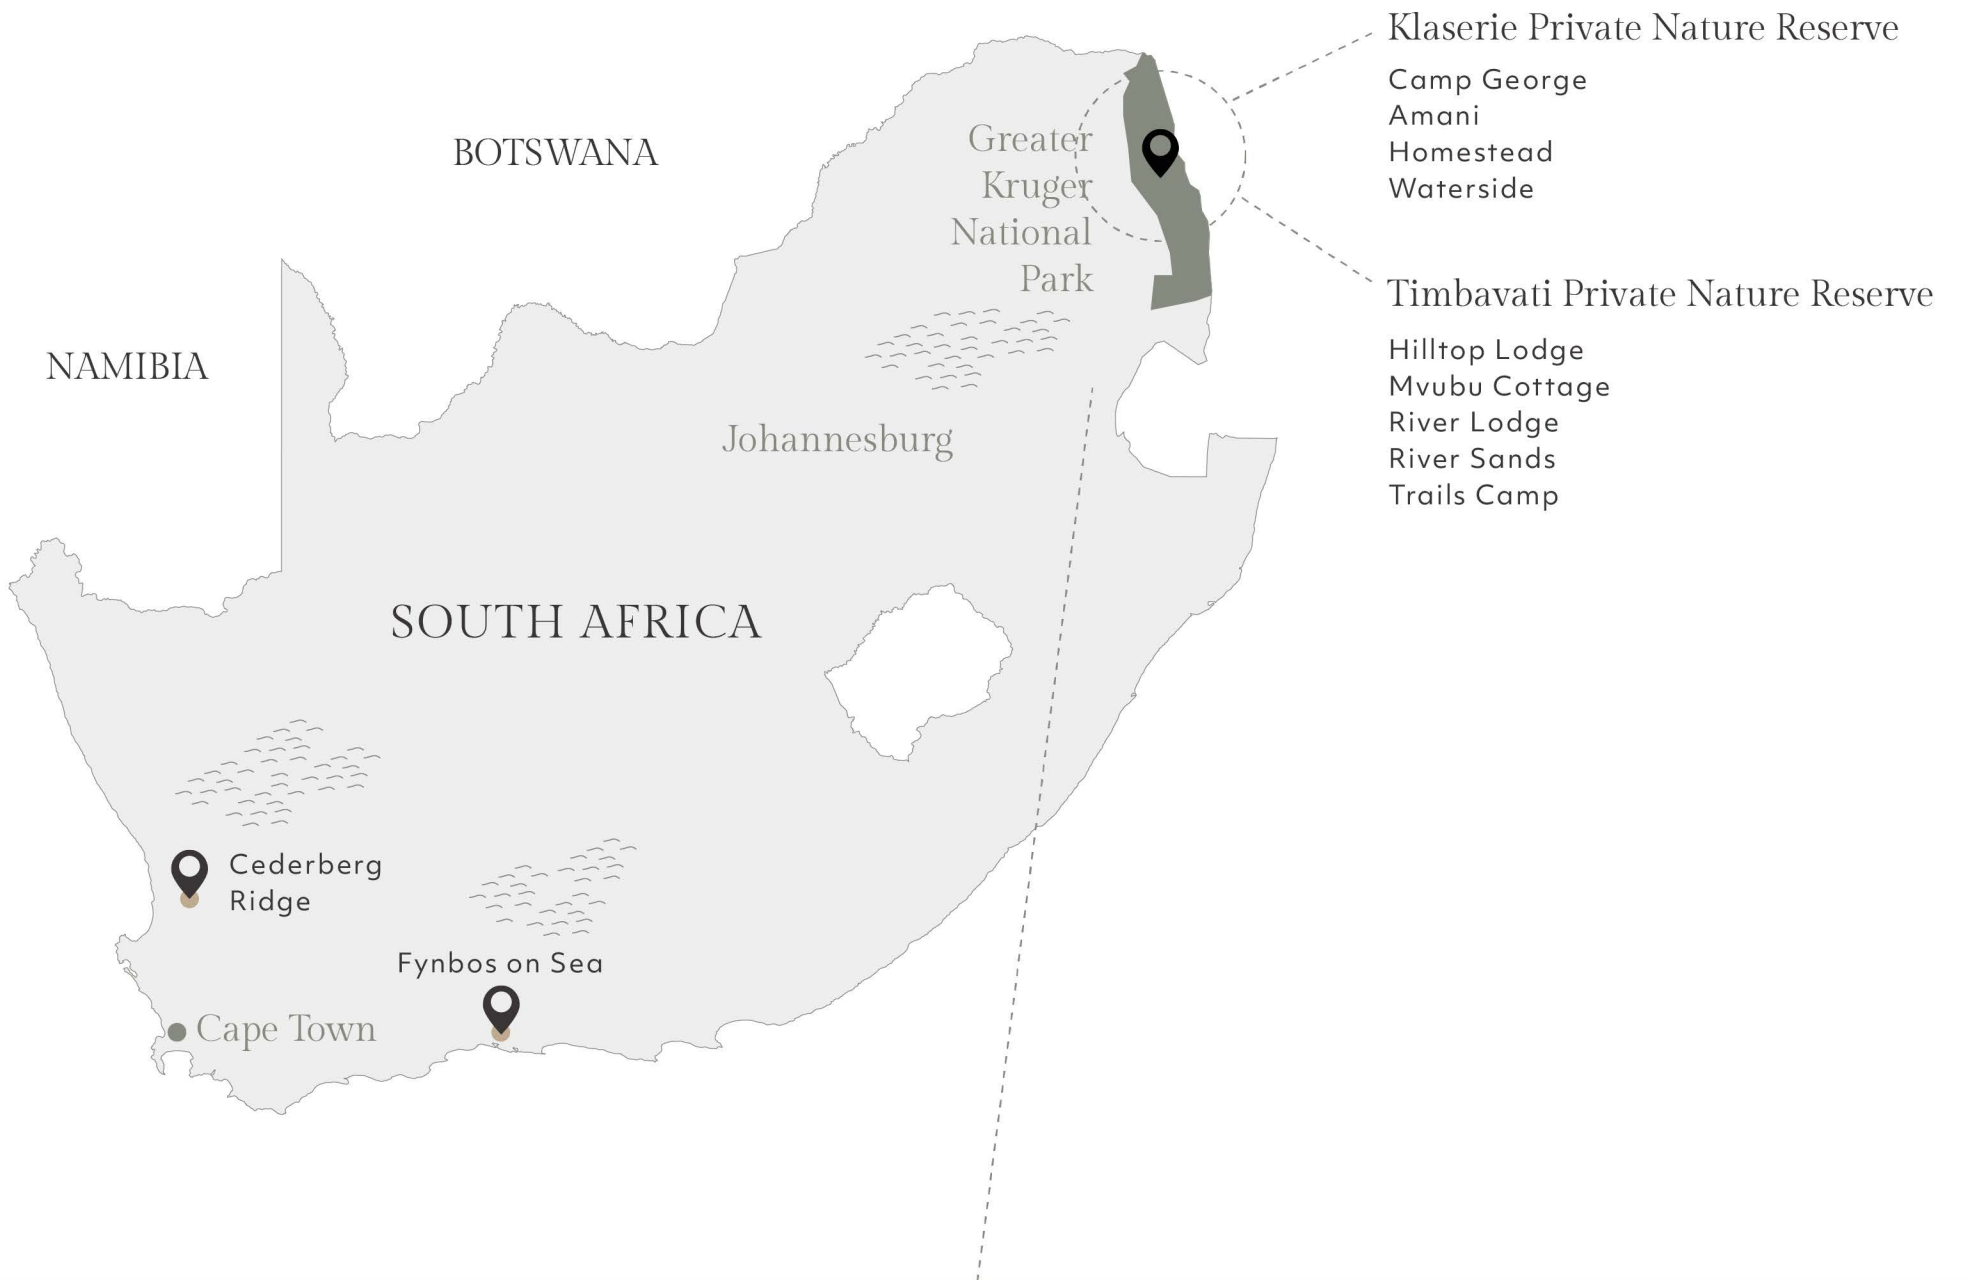 Klaserie Private Nature Reserve
Camp George
Amani
Homestead
Waterside
BOTSWANA
Greater
Kruger
National
Park
Timbavati Private Nature Reserve
Hilltop Lodge
Mvubu Cottage
River Lodge
River Sands
Trails Camp
NAMIBIA
Johannesburg
SOUTH AFRICA
Cederberg
Ridge
Fynbos on Sea
Cape Town